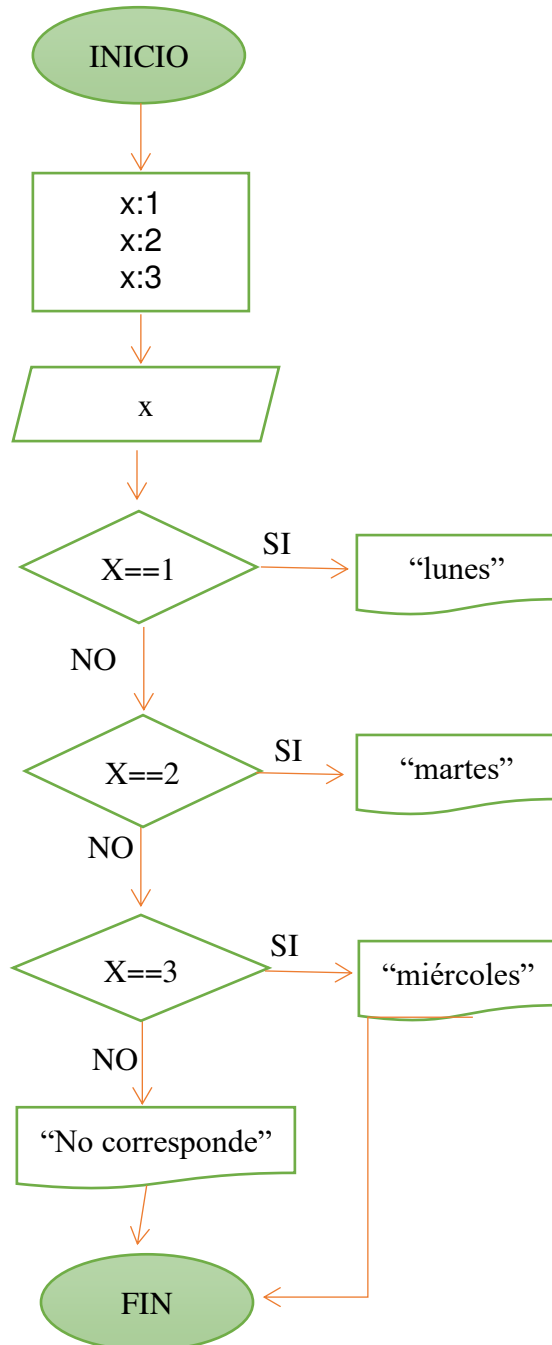 INICIO
x:1
x:2
x:3
x
X==1
SI
“lunes”
NO
X==2
SI
“martes”
NO
X==3
SI
“miércoles”
NO
“No corresponde”
FIN